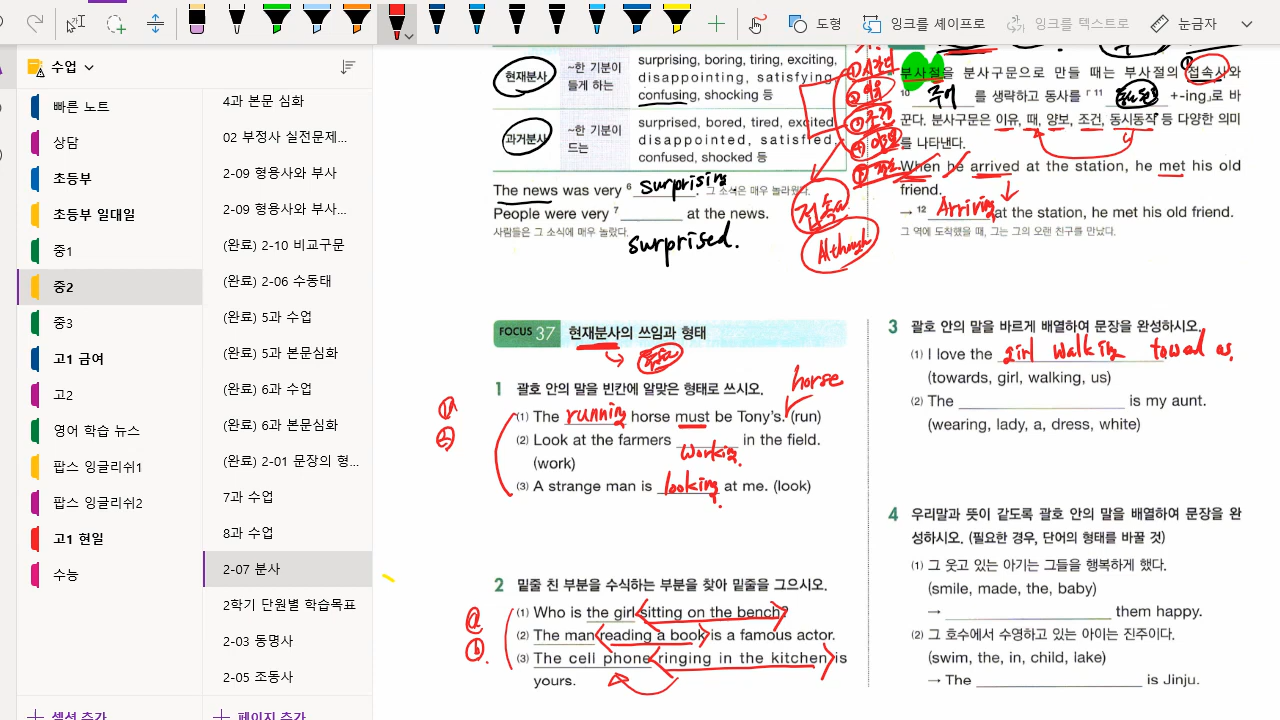 도형
잉크를 셰이프로
잉크를 텍스트로
눈금자
수업
빠른 노트
상담
초등부
초등부 일대일
중1
중2
중3
고1 금여
고2
영어 학습 뉴스
팝스 잉글리쉬1
팝스 잉글리쉬2
고1 현일
수능
섹션 추가
4과 본문 심화
02 부정사 실전문제...
2-09 형용사와 부사
2-09 형용사와 부사...
(완료) 2-10 비교구문
(완료) 2-06 수동태
(완료) 5과 수업
(완료) 5과 본문심화
(완료) 6과 수업
(완료) 6과 본문심화
(완료) 2-01 문장의 형...
7과 수업
8과 수업
2-07 분사
2학기 단원별 학습목표
2-03 동명사
2-05 조동사
페이지 추가
현재분사
~한 기분이
들게 하는
surprising, boring, tiring, exciting,
disappointing, satisfying,
confusing, shocking 등
과거분사
~한 기분이
드는
surprised, bored, tired, excited,
disappointed, satisfied,
confused, shocked 등
The news was very 6 surprising. 그 소식은 매우 놀라웠다.
People were very 7 ________ at the news.
사람들은 그 소식에 매우 놀랐다.
surprised.
접속사
Although
부사절을 분사구문으로 만들 때는 부사절의 접속사와
10 주어 를 생략하고 동사를 「11 +-ing」로 바
꾼다. 분사구문은 이유, 때, 양보, 조건, 동시동작 등 다양한 의미
를 나타낸다.
When he arrived at the station, he met his old
friend.
→ 12 Arriving at the station, he met his old friend.
그 역에 도착했을 때, 그는 그의 오랜 친구를 만났다.
FOCUS 37 현재분사의 쓰임과 형태
1 괄호 안의 말을 빈칸에 알맞은 형태로 쓰시오.
horse
(1) The running horse must be Tony's. (run)
(2) Look at the farmers working. in the field.
(work)
(3) A strange man is looking at me. (look)
2 밑줄 친 부분을 수식하는 부분을 찾아 밑줄을 그으시오.
(1) Who is the girl sitting on the bench?
(2) The man reading a book is a famous actor.
(3) The cell phone ringing in the kitchen is
yours.
3 괄호 안의 말을 바르게 배열하여 문장을 완성하시오.
(1) I love the girl walking toward us.
(towards, girl, walking, us)
(2) The ________ is my aunt.
(wearing, lady, a, dress, white)
4 우리말과 뜻이 같도록 괄호 안의 말을 배열하여 문장을 완
성하시오. (필요한 경우, 단어의 형태를 바꿀 것)
(1) 그 웃고 있는 아기는 그들을 행복하게 했다.
(smile, made, the, baby)
→ ________ them happy.
(2) 그 호수에서 수영하고 있는 아이는 진주이다.
(swim, the, in, child, lake)
→ The ________ is Jinju.